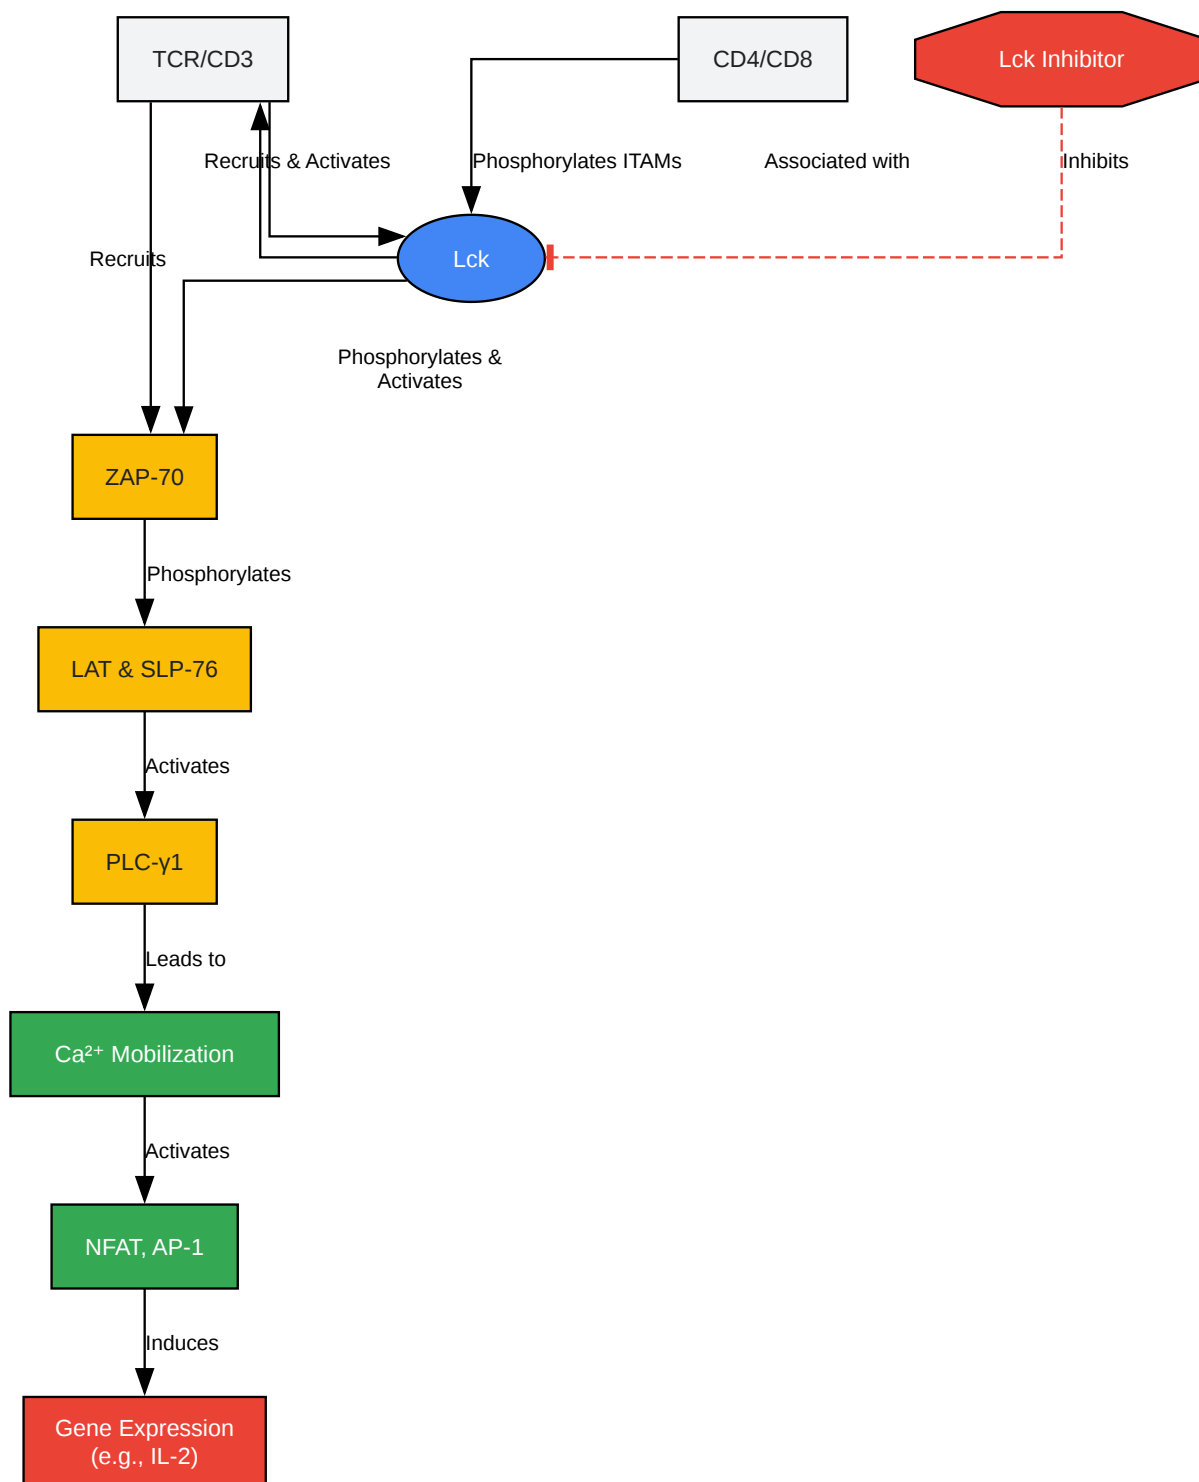 TCR/CD3
CD4/CD8
Lck Inhibitor
Recruits & Activates
Phosphorylates ITAMs
Associated with
Inhibits
Recruits
Lck
Phosphorylates &
Activates
ZAP-70
Phosphorylates
LAT & SLP-76
Activates
PLC-γ1
Leads to
Ca²⁺ Mobilization
Activates
NFAT, AP-1
Induces
Gene Expression
(e.g., IL-2)